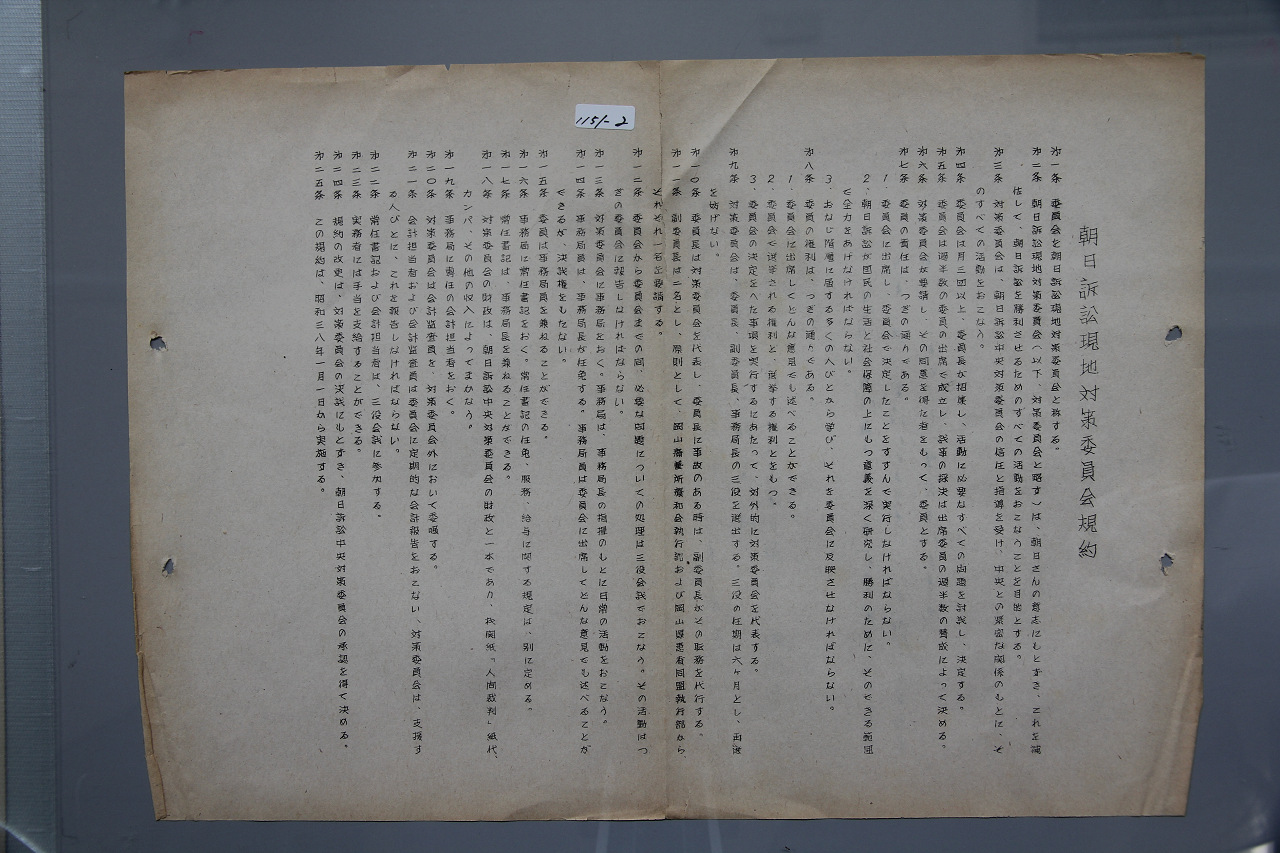 115/-2
朝日訴訟現地対策委員会規約
第一条　委員会を朝日訴訟現地対策委員会と称する。
第二条　朝日訴訟現地対策委員会（以下、対策委員会と略す）は、朝日さんの意志にもとずき、これを擁
佐して、朝日訴訟を勝利させるためのすべての活動をおこなうことを目的とする。
第三条　対策委員会は、朝日訴訟中央対策委員会の信任と指導を受け、中央との緊密な関係のもとに、そ
のすべての活動をおこなう。
第四条　委員会は月三回以上、委員長が招集し、活動に必要なすべての問題を討議し、決定する。
第五条　委員会は過半数の委員の出席で成立し、議事の採決は出席委員の過半数の賛成によって決める。
第六条　対策委員会が要請し、その同意を得た者をもって、委員とする。
第七条　委員の責任は、つぎの通りである。
1．委員会に出席し、委員会で決定したことをすすんで実行しなければならない。
2．朝日訴訟が国民の生活と社会保障の上にもつ意義を深く研究し、勝利のために、そのできる範囲
で全力をあげなければならない。
3．おなじ階層に属する多くの人びとから学び、それを委員会に反映させなければならない。
第八条　委員の権利は、つぎの通りである。
1．委員会に出席してどんな意見でも述べることができる。
2．委員会で選挙される権利と、選挙する権利とをもつ。
3．委員会の決定をへた事項を実行するにあたって、対外的に対策委員会を代表する。
第九条　対策委員会は、委員長、副委員長、事務局長の三役を選出する。三役の任期は六ヶ月とし、再選
を妨げない。
第一〇条　委員長は対策委員会を代表し、委員長に事故のある時は、副委員長がその職務を代行する。
第一一条　副委員長は二名とし、原則として、岡山療養所療和会執行部および岡山県患者同盟執行部から、
それぞれ一名を要請する。
第一二条　委員会から委員会までの間、必要な問題についての処理は三役会議でおこなう。その活動はつ
ぎの委員会に報告しなければならない。
第一三条　対策委員会に事務局をおく。事務局は、事務局長の指揮のもとに日常の活動をおこなう。
第一四条　事務局員は、事務局長が任免する。事務局員は委員会に出席してどんな意見でも述べることが
できるが、決議権をもたない。
第一五条　委員は事務局員を兼ねることができる。
第一六条　事務局に常任書記をおく。常任書記の任免、服務、給与に関する規定は、別に定める。
第一七条　常任書記は、事務局長を兼ねることができる。
第一八条　対策委員会の財政は、朝日訴訟中央対策委員会の財政と一本であり、機関紙「人間裁判」紙代、
カンパ、その他の収入によってまかなう。
第一九条　事務局に専任の会計担当者をおく。
第二〇条　対策委員会は会計監査員を、対策委員会外において委嘱する。
第二一条　会計担当者および会計監査員は委員会に定期的な会計報告をおこない、対策委員会は、支援す
る人びとに、これを報告しなければならない。
第二二条　常任書記および会計担当者は、三役会議に参加する。
第二三条　実務者には手当を支給することができる。
第二四条　規約の改更は、対策委員会の決議にもとずき、朝日訴訟中央対策委員会の承認を得て決める。
第二五条　この規約は、昭和三八年一月一日から実施する。